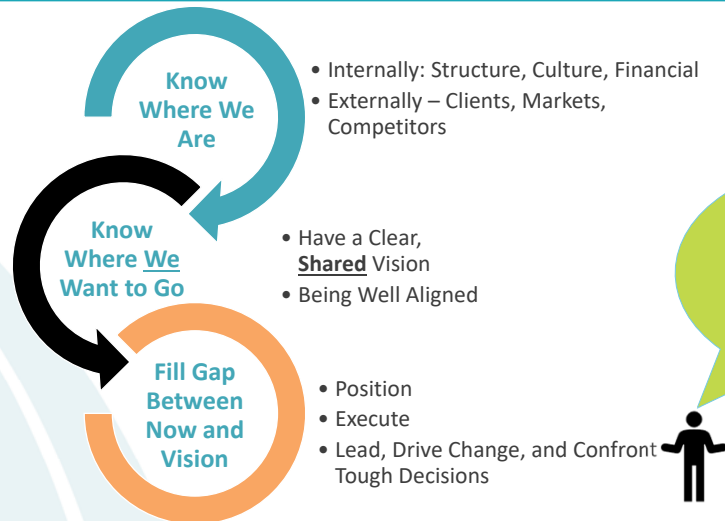 Know
Where We
Are
• Internally: Structure, Culture, Financial
• Externally – Clients, Markets,
Competitors
Know
Where We
Want to Go
• Have a Clear,
Shared Vision
• Being Well Aligned
Fill Gap
Between
Now and
Vision
• Position
• Execute
• Lead, Drive Change, and Confront
Tough Decisions